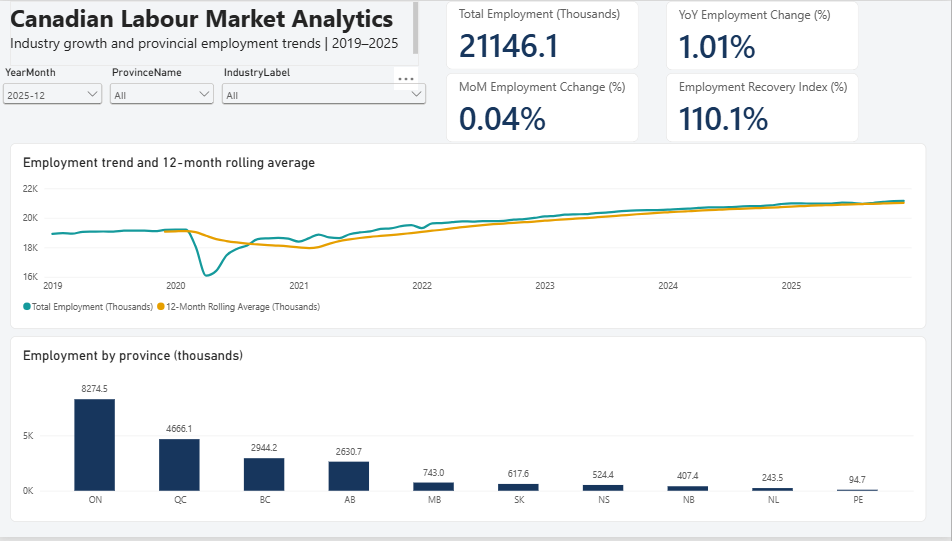 Canadian Labour Market Analytics
Industry growth and provincial employment trends | 2019–2025
YearMonth
ProvinceName
IndustryLabel
2025-12
All
All
Total Employment (Thousands)
21146.1
YoY Employment Change (%)
1.01%
MoM Employment Cchange (%)
0.04%
Employment Recovery Index (%)
110.1%
Employment trend and 12-month rolling average
22K
20K
18K
16K
2019 2020 2021 2022 2023 2024 2025
Total Employment (Thousands) 12-Month Rolling Average (Thousands)
Employment by province (thousands)
8274.5
4666.1
2944.2
2630.7
743.0
617.6
524.4
407.4
243.5
94.7
5K
0K
ON QC BC AB MB SK NS NB NL PE